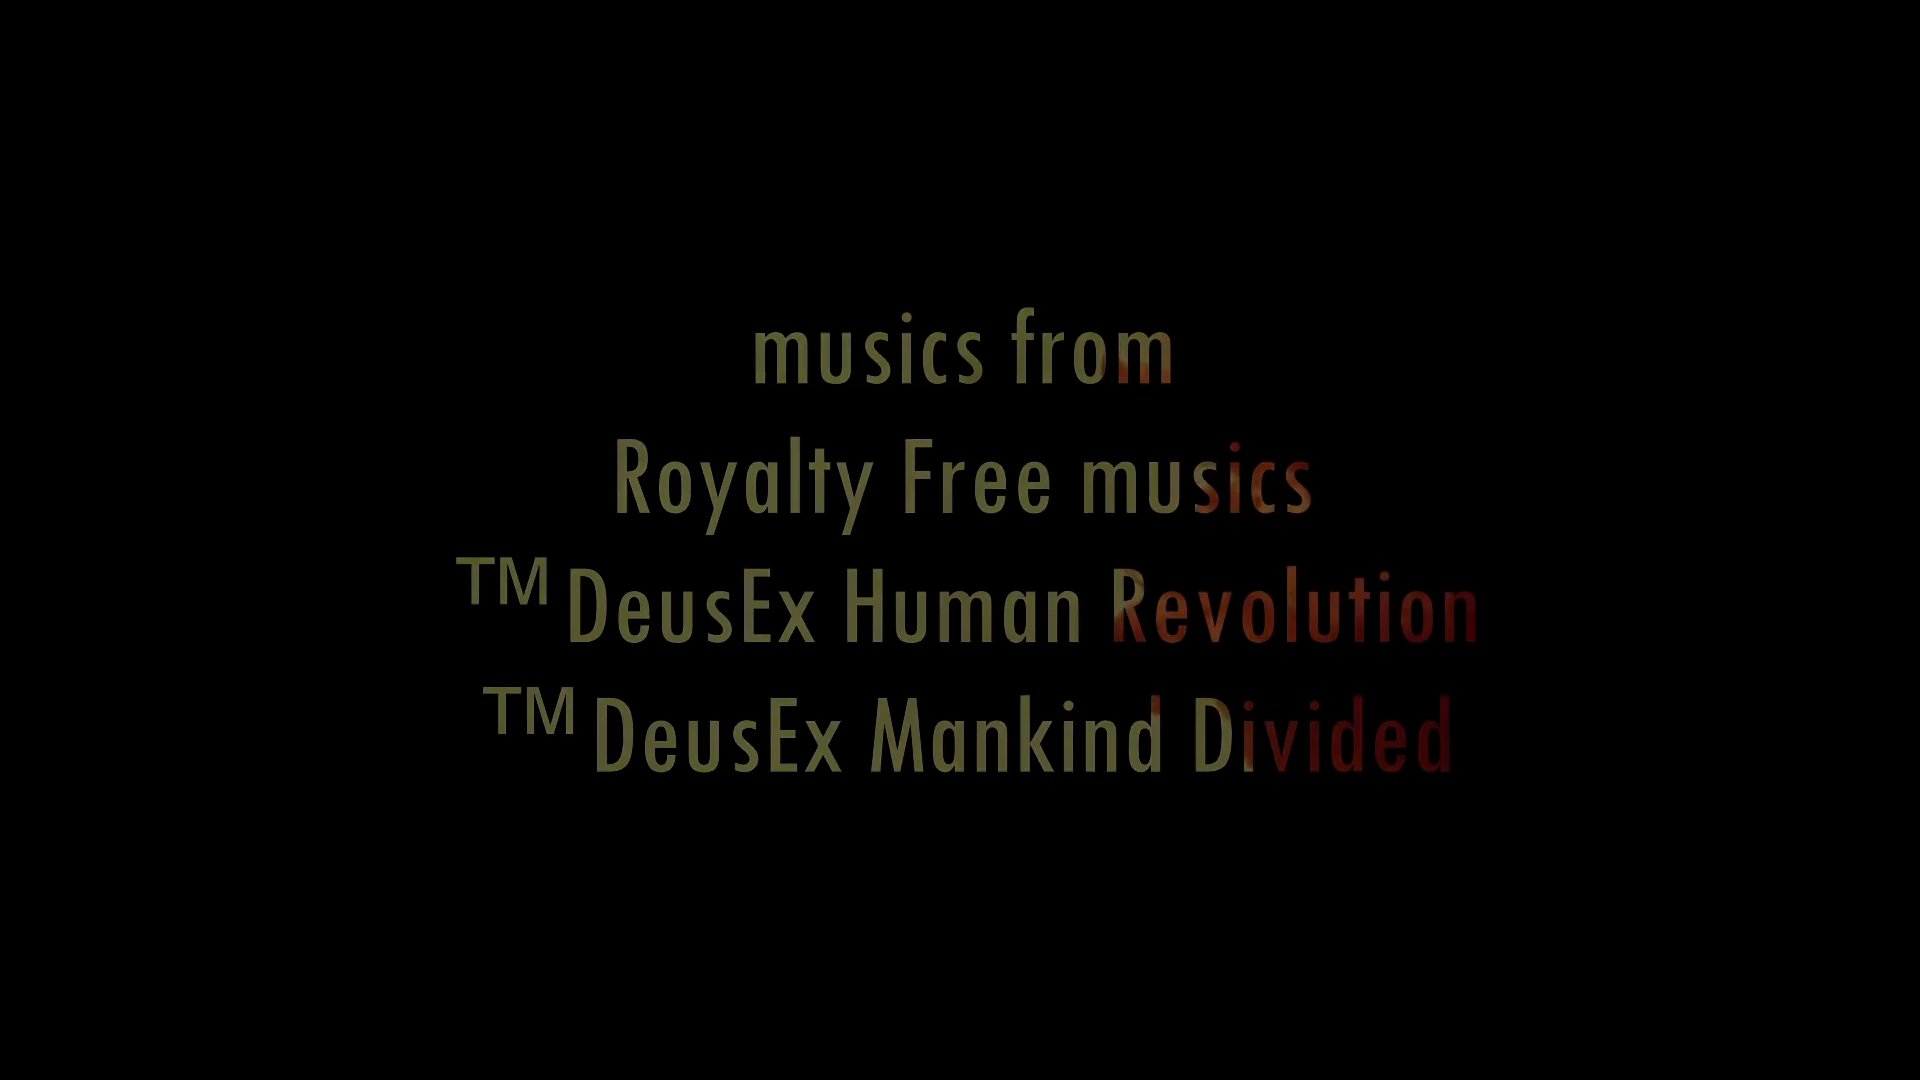 musics from
Royalty Free musics
™DeusEx Human Revolution
™DeusEx Mankind Divided